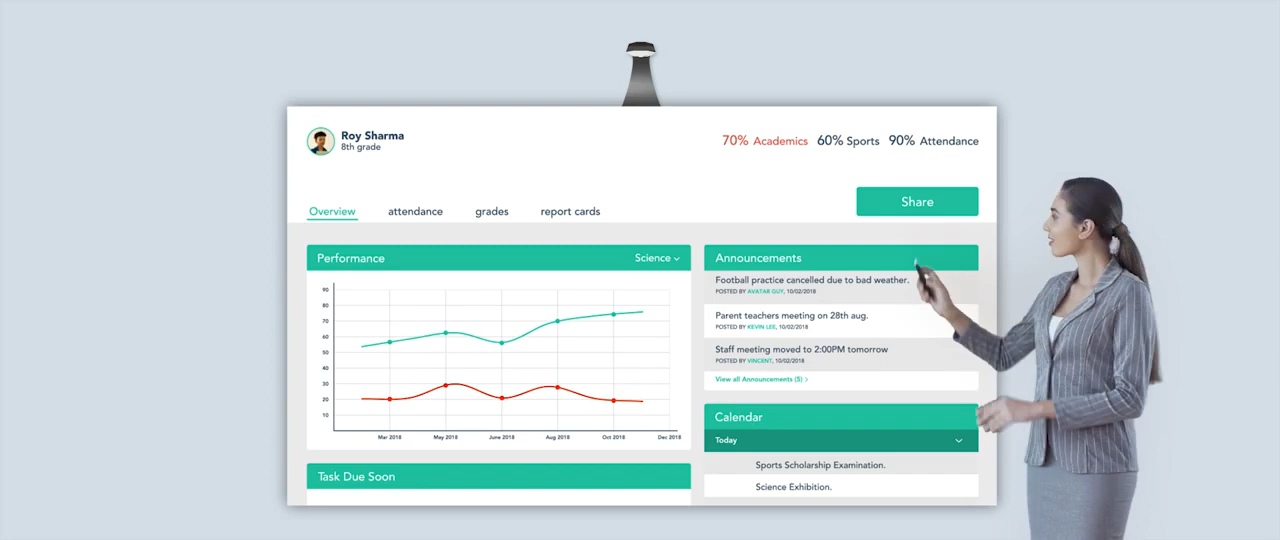 Roy Sharma
8th grade
70% Academics 60% Sports 90% Attendance
Overview attendance grades report cards
Share
Performance
Science
90
80
70
60
50
40
30
20
10
Mar 2018 May 2018 June 2018 Aug 2018 Oct 2018 Dec 2018
Task Due Soon
Announcements
Football practice cancelled due to bad weather.
POSTED BY AVATAR GUY, 10/02/2018
Parent teachers meeting on 28th aug.
POSTED BY KEVIN LEE, 10/02/2018
Staff meeting moved to 2:00PM tomorrow
POSTED BY VINCENT, 10/02/2018
View all Announcements (5) >
Calendar
Today
Sports Scholarship Examination.
Science Exhibition.